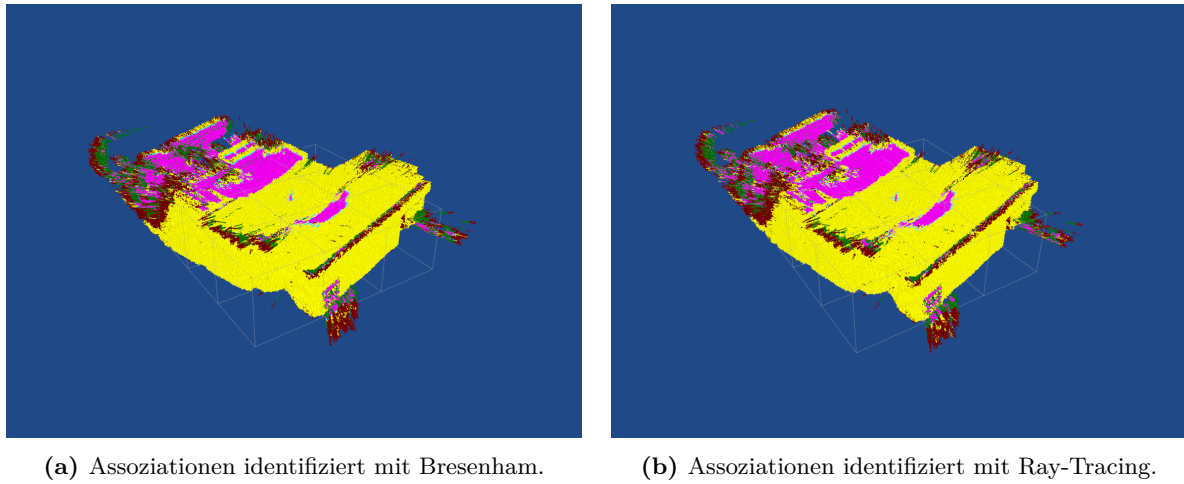 (a) Assoziationen identifiziert mit Bresenham.
(b) Assoziationen identifiziert mit Ray-Tracing.